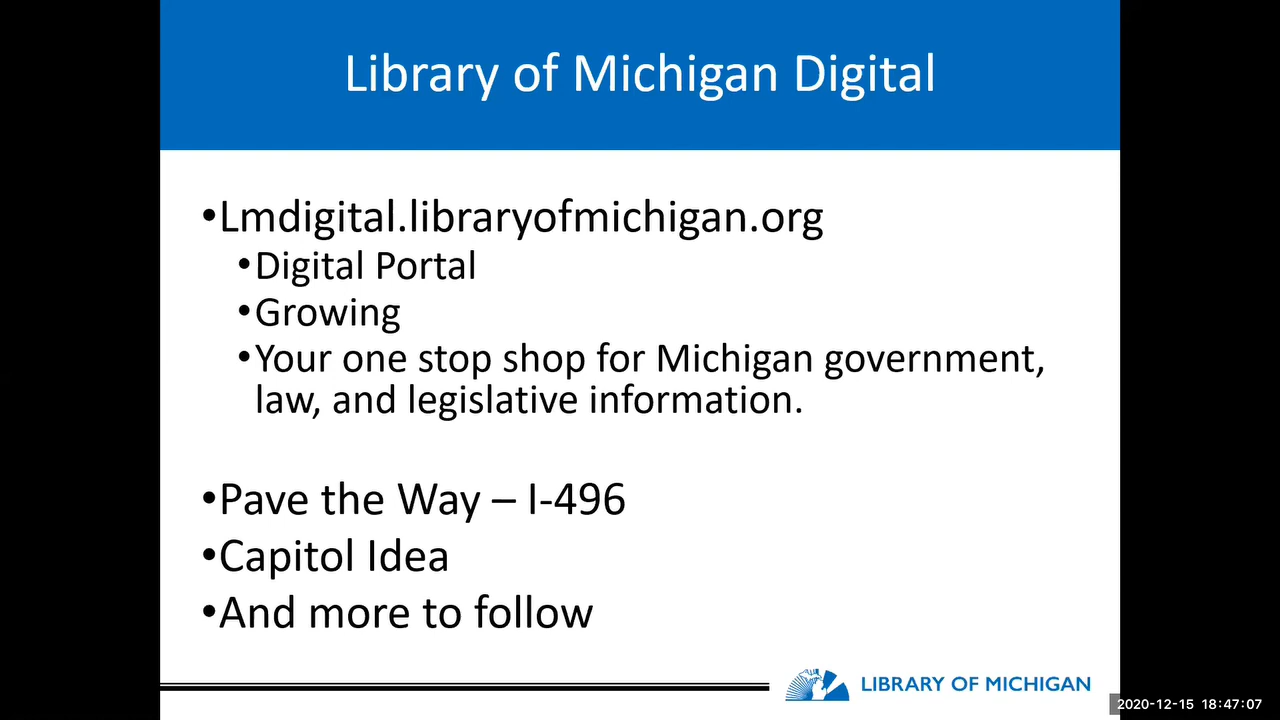 Library of Michigan Digital
•Lmdigital.libraryofmichigan.org
•Digital Portal
•Growing
•Your one stop shop for Michigan government,
law, and legislative information.
•Pave the Way – I-496
•Capitol Idea
•And more to follow
LIBRARY OF MICHIGAN
2020-12-15 18:47:07